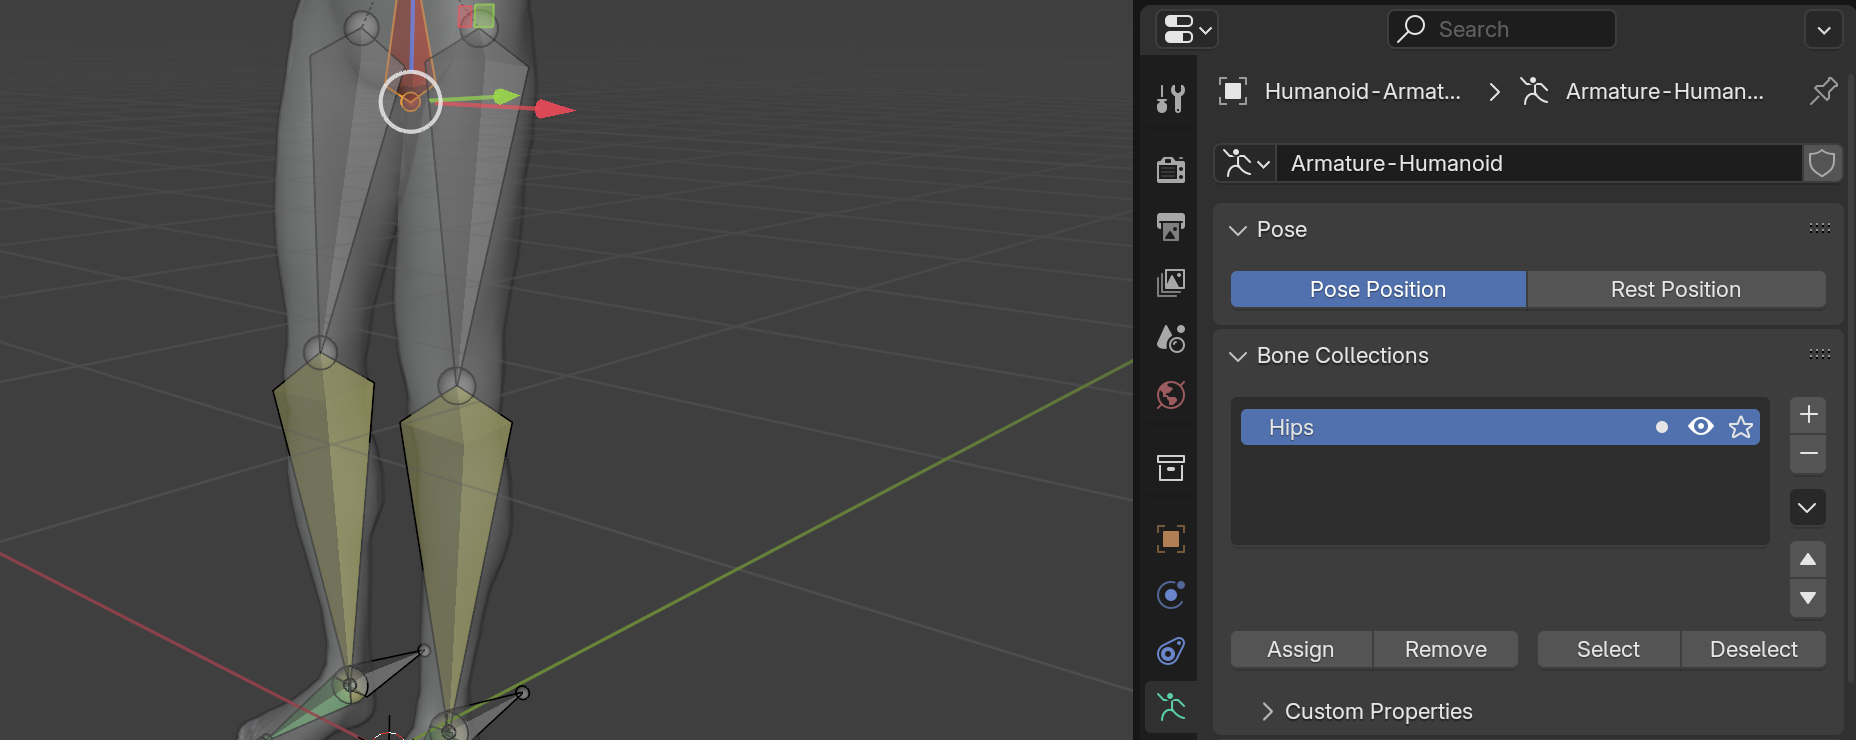 Search
Humanoid-Armat... Armature-Human...
Armature-Humanoid
Pose
Pose Position Rest Position
Bone Collections
Hips
Assign Remove Select Deselect
Custom Properties